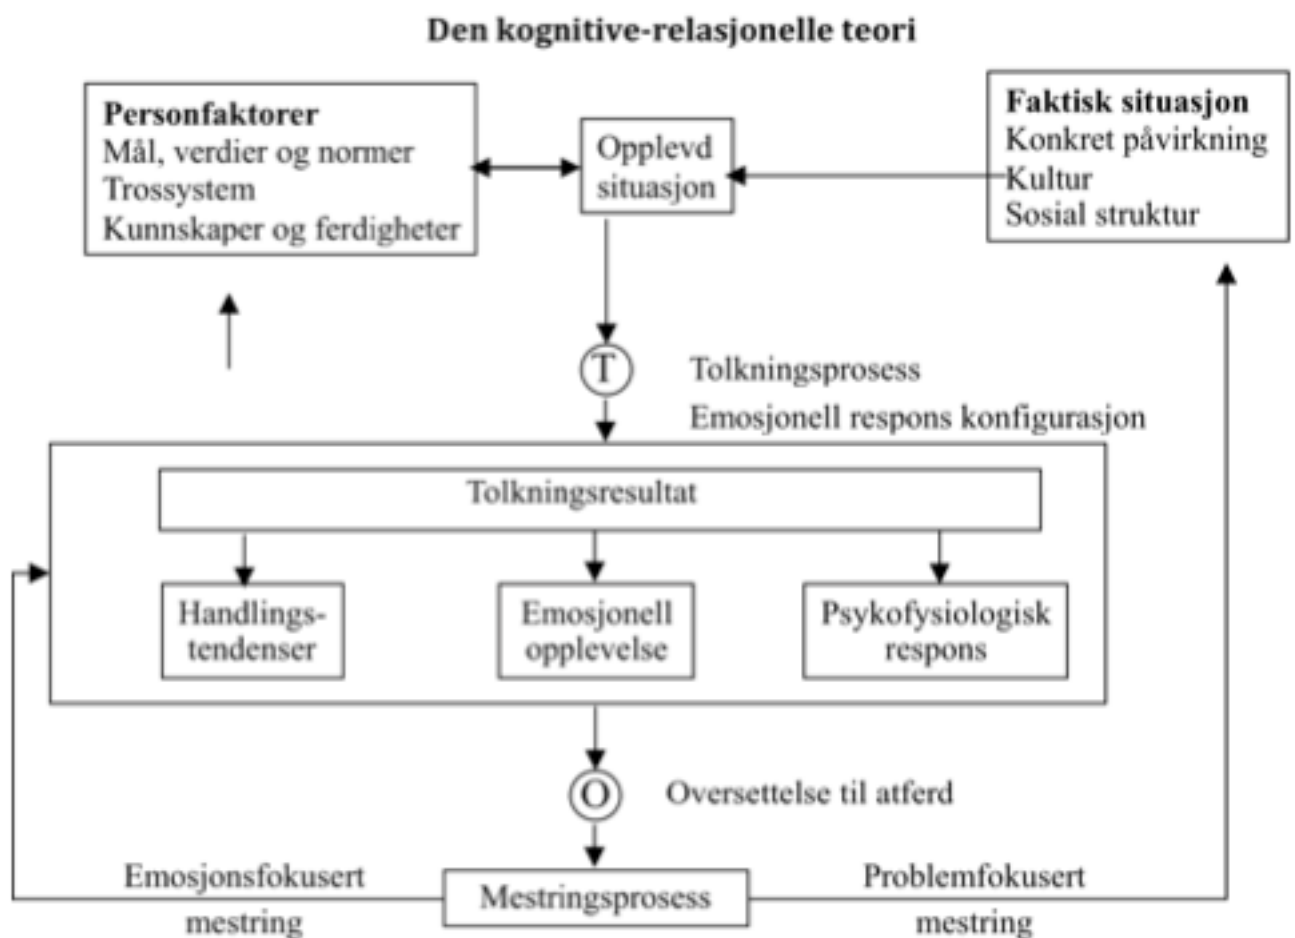 Den kognitive-relasjonelle teori
Personfaktorer
Mål, verdier og normer
Trossystem
Kunnskaper og ferdigheter
Opplevd
situasjon
Faktisk situasjon
Konkret påvirkning
Kultur
Sosial struktur
T
Tolkningsprosess
Emosjonell respons konfigurasjon
Tolkningsresultat
Handlings-
tendenser
Emosjonell
opplevelse
Psykofysiologisk
respons
O
Oversettelse til atferd
Emosjonsfokusert
mestring
Mestringsprosess
Problemfokusert
mestring